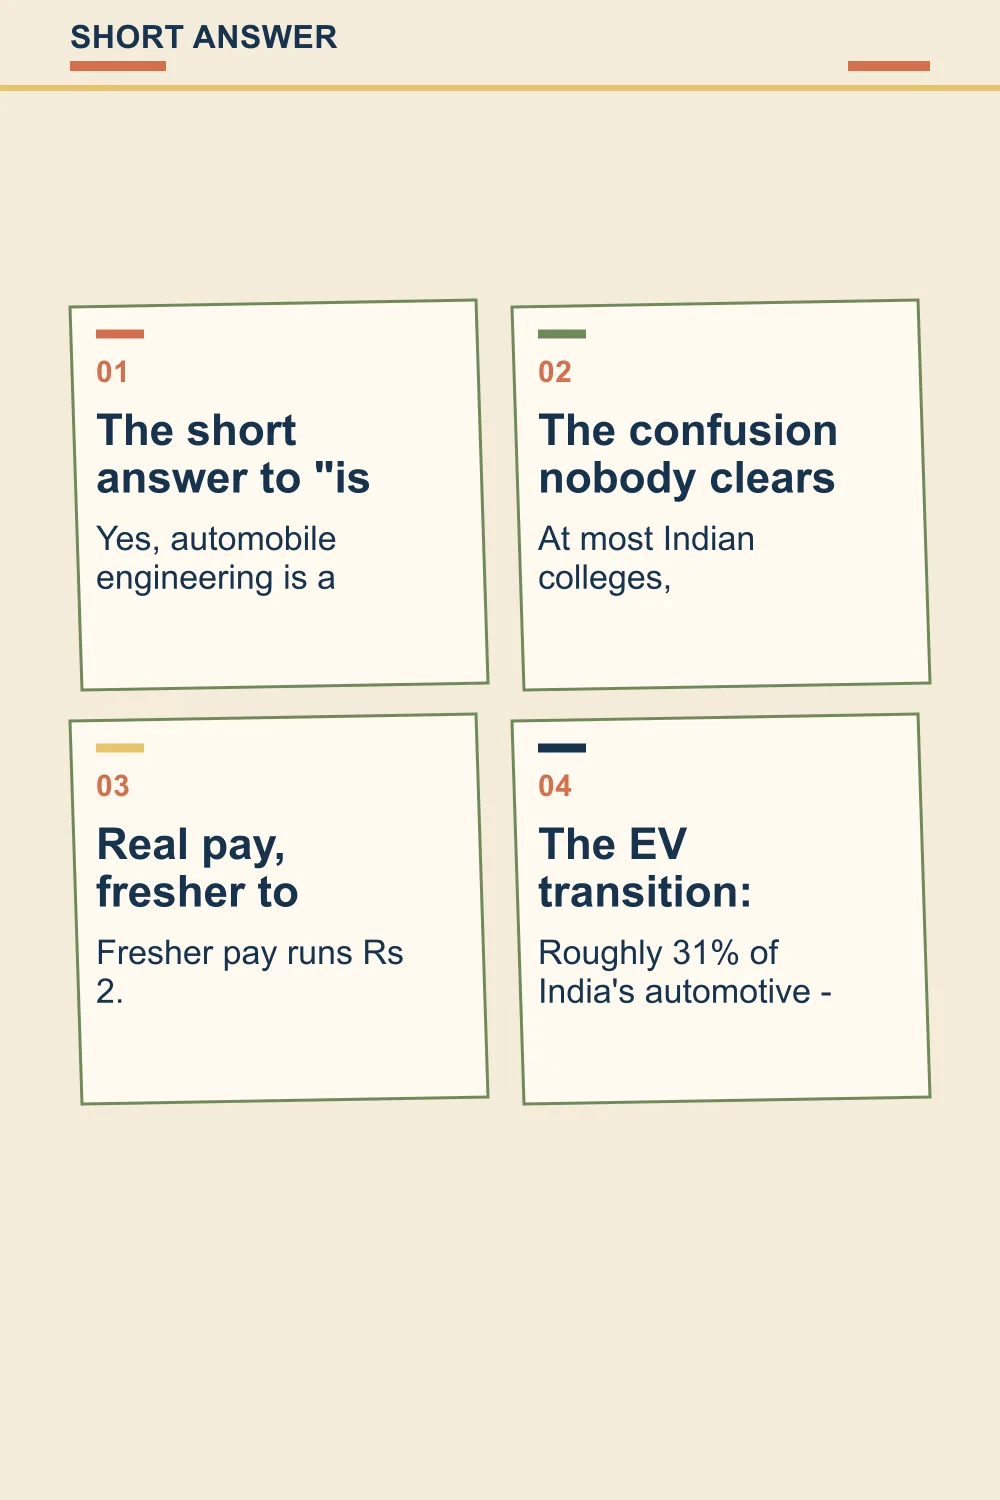 SHORT ANSWER
01
The short
answer to "is
Yes, automobile
engineering is a
02
The confusion
nobody clears
At most Indian
colleges,
03
Real pay,
fresher to
Fresher pay runs Rs
2.
04
The EV
transition:
Roughly 31% of
India's automotive -